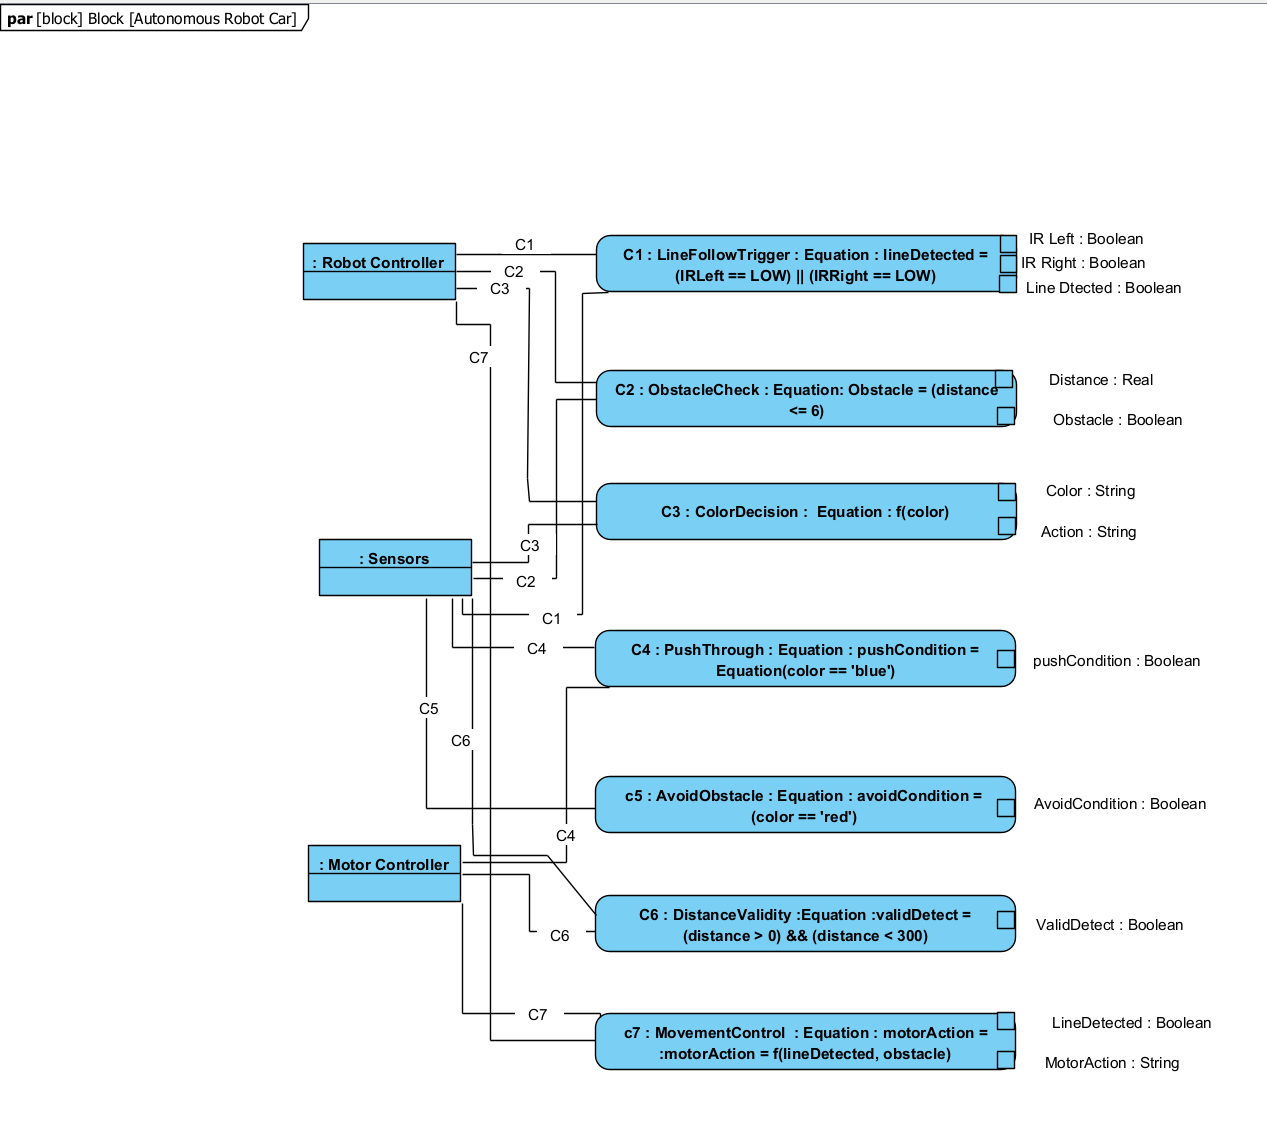 par [block] Block [Autonomous Robot Car]
: Robot Controller
C1
C2
C3
C7
C1 : LineFollowTrigger : Equation : lineDetected =
(IRLeft == LOW) || (IRRight == LOW)
IR Left : Boolean
IR Right : Boolean
Line Dtected : Boolean
C2 : ObstacleCheck : Equation: Obstacle = (distance
<= 6)
Distance : Real
Obstacle : Boolean
C3 : ColorDecision :  Equation : f(color)
Color : String
Action : String
: Sensors
C3
C2
C1
C4
C5
C6
C4 : PushThrough : Equation : pushCondition =
Equation(color == 'blue')
pushCondition : Boolean
c5 : AvoidObstacle : Equation : avoidCondition =
(color == 'red')
AvoidCondition : Boolean
: Motor Controller
C4
C6
C7
C6 : DistanceValidity :Equation :validDetect =
(distance > 0) && (distance < 300)
ValidDetect : Boolean
c7 : MovementControl  : Equation : motorAction =
:motorAction = f(lineDetected, obstacle)
LineDetected : Boolean
MotorAction : String